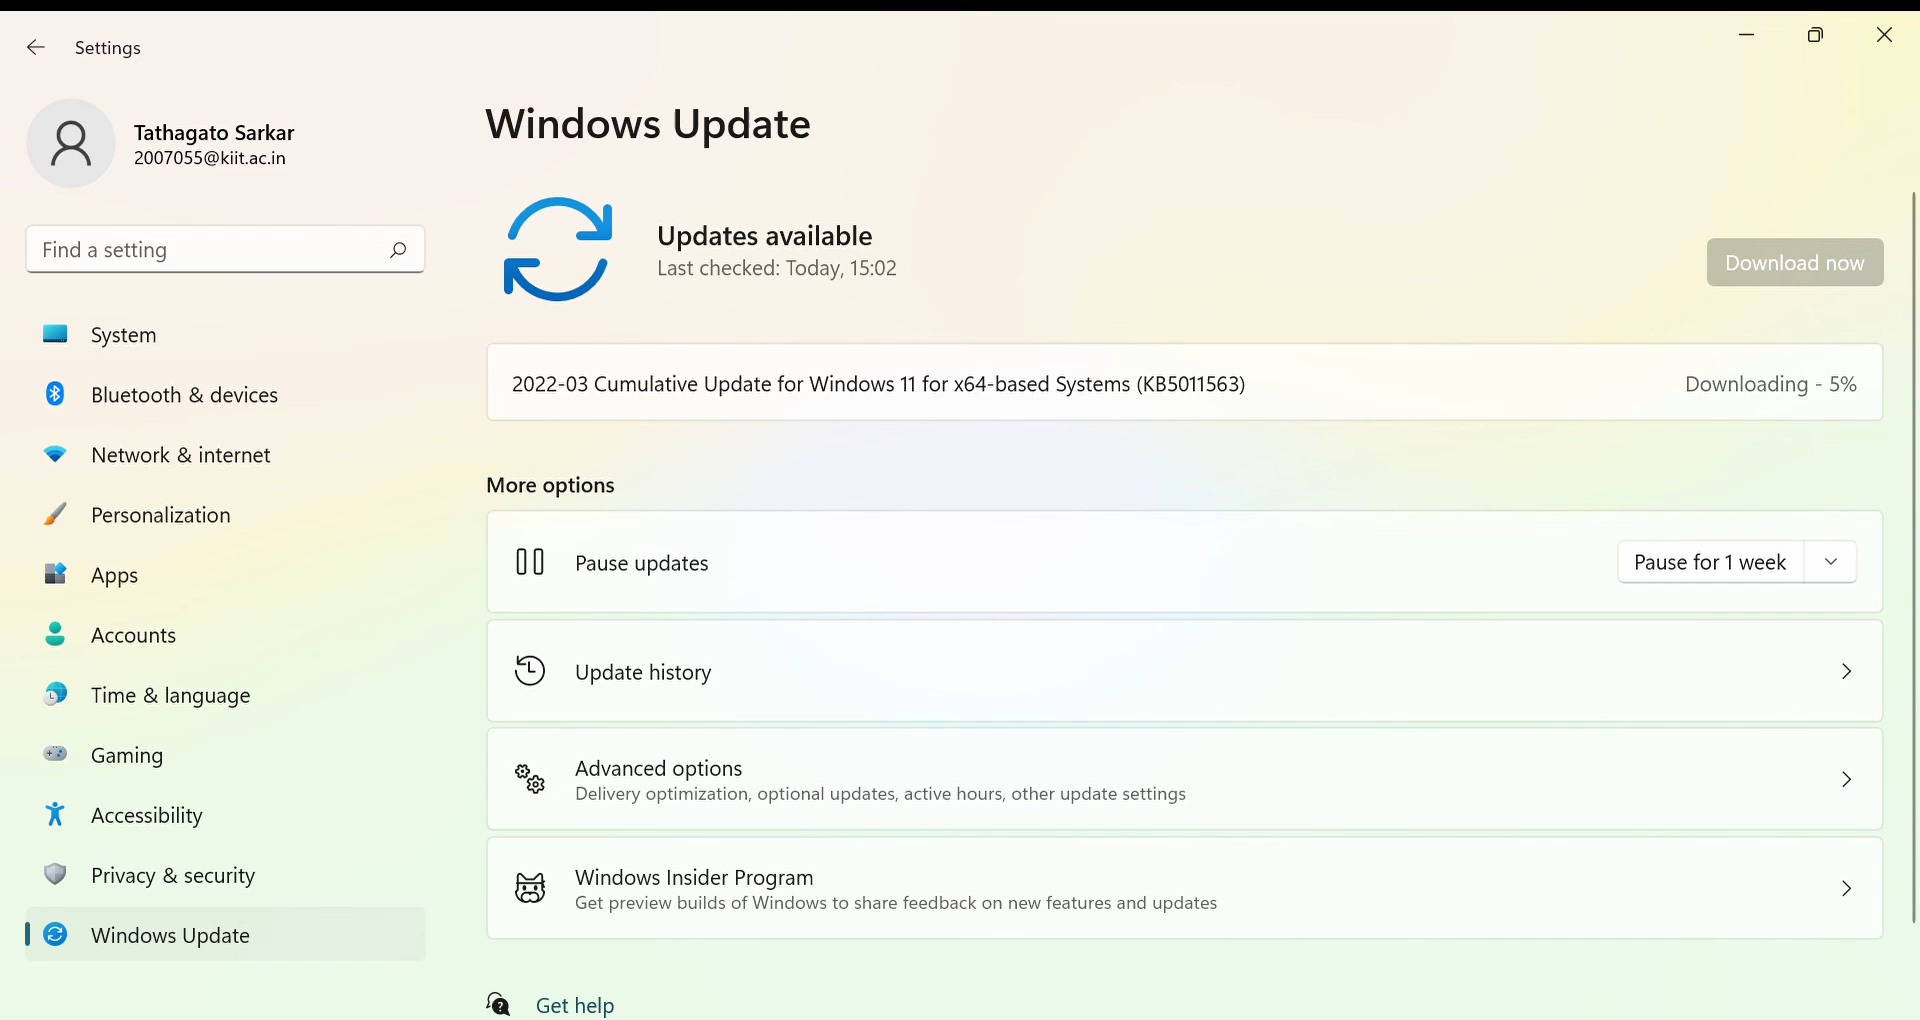 Settings
Tathagato Sarkar
2007055@kiit.ac.in
Find a setting
System
Bluetooth & devices
Network & internet
Personalization
Apps
Accounts
Time & language
Gaming
Accessibility
Privacy & security
Windows Update
Windows Update
Updates available
Last checked: Today, 15:02
Download now
2022-03 Cumulative Update for Windows 11 for x64-based Systems (KB5011563)
Downloading - 5%
More options
Pause updates
Pause for 1 week
Update history
Advanced options
Delivery optimization, optional updates, active hours, other update settings
Windows Insider Program
Get preview builds of Windows to share feedback on new features and updates
Get help